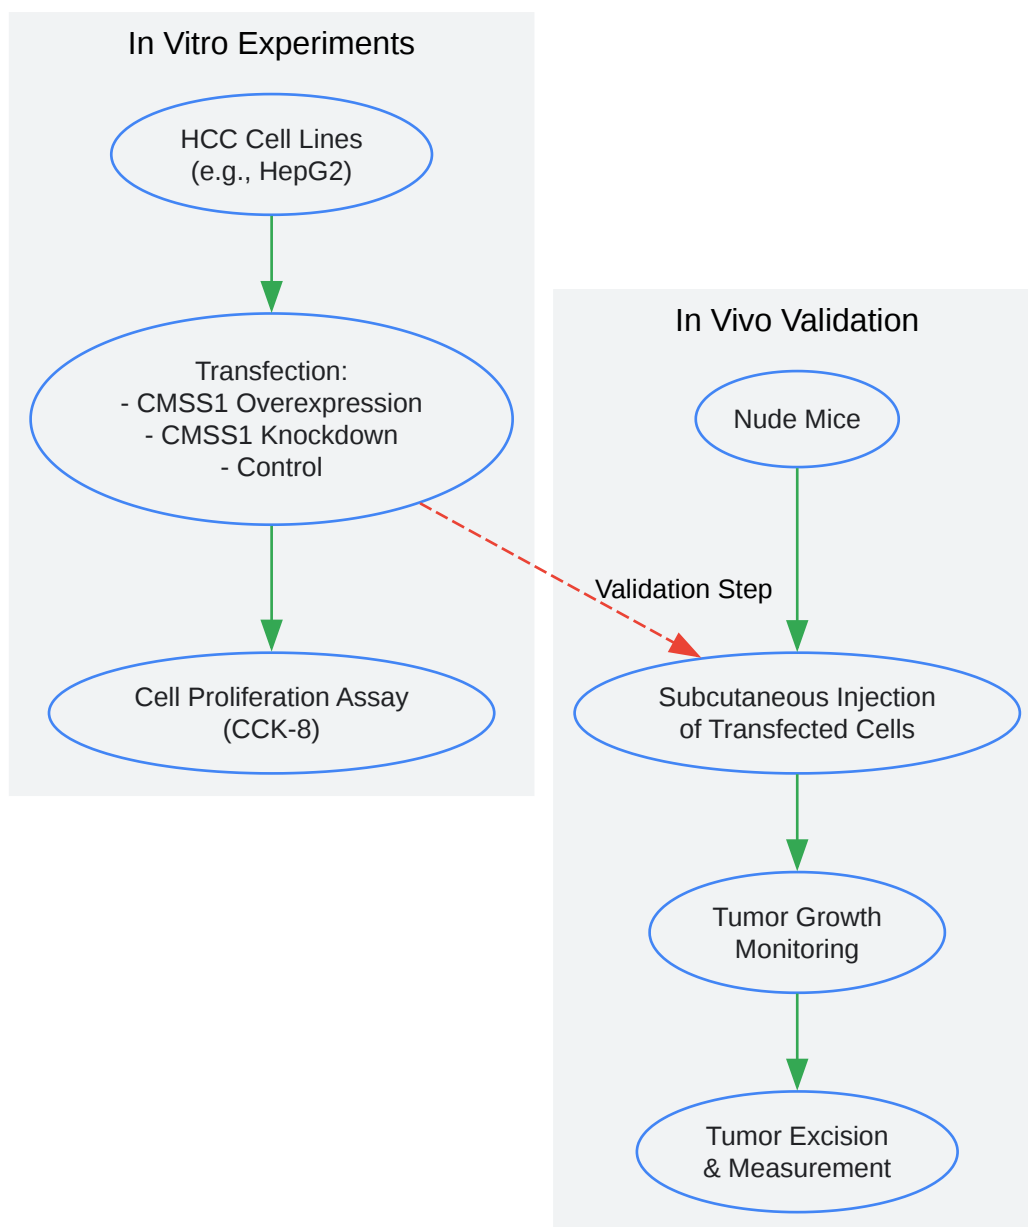 In Vitro Experiments
HCC Cell Lines
(e.g., HepG2)
Transfection:
- CMSS1 Overexpression
- CMSS1 Knockdown
- Control
Cell Proliferation Assay
(CCK-8)
Validation Step
In Vivo Validation
Nude Mice
Subcutaneous Injection
of Transfected Cells
Tumor Growth
Monitoring
Tumor Excision
& Measurement